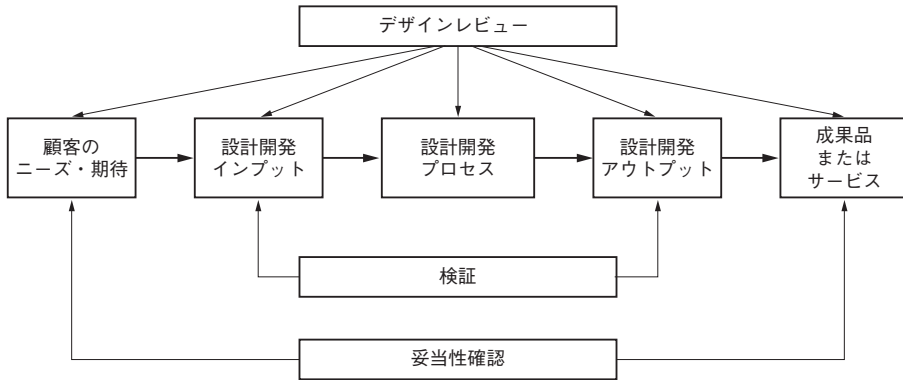 デザインレビュー
顧客の
ニーズ・期待
設計開発
インプット
設計開発
プロセス
設計開発
アウトプット
成果品
または
サービス
検証
妥当性確認